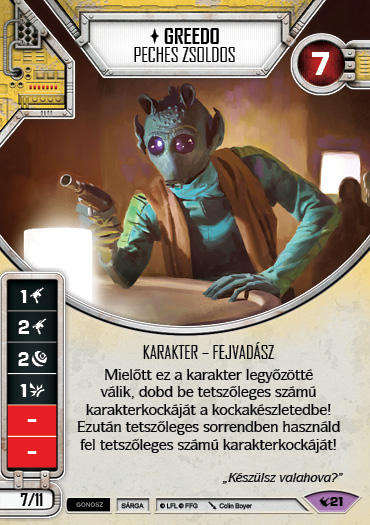 GREEDO
PECHES ZSOLDOS
7
1
2
2
1
–
–
7/11
KARAKTER – FEJVADÁSZ
Mielőtt ez a karakter legyőzötté
válik, dobd be tetszőleges számú
karakterkockáját a kockakészletedbe!
Ezután tetszőleges sorrendben használd
fel tetszőleges számú karakterkockáját!
„Készülsz valahova?”
GONOSZ
SÁRGA
© LFL © FFG
Colin Boyer
21